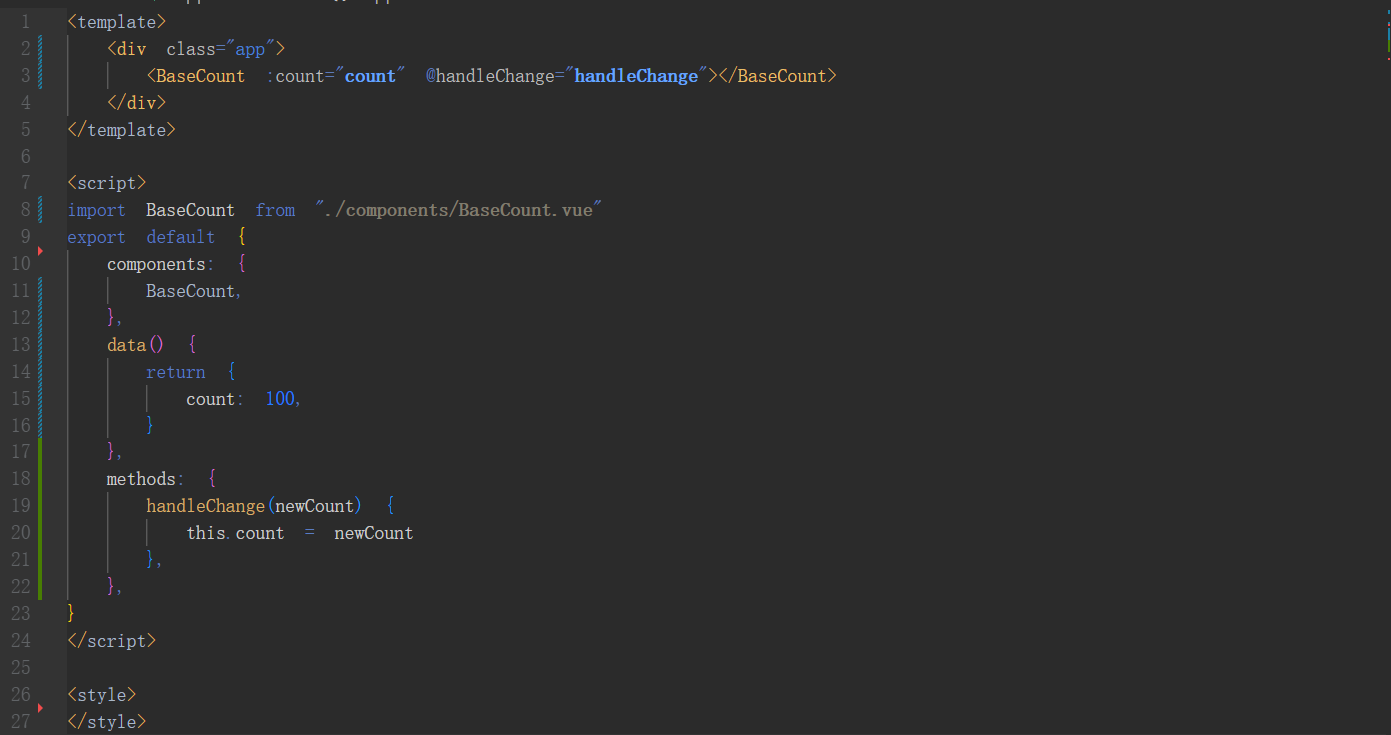 1 <template>
2 <div class="app">
3 <BaseCount :count="count" @handleChange="handleChange"></BaseCount>
4 </div>
5 </template>
6
7 <script>
8 import BaseCount from "./components/BaseCount.vue"
9 export default {
10 components: {
11 BaseCount,
12 },
13 data() {
14 return {
15 count: 100,
16 }
17 },
18 methods: {
19 handleChange(newCount) {
20 this.count = newCount
21 },
22 },
23 }
24 </script>
25
26 <style>
27 </style>